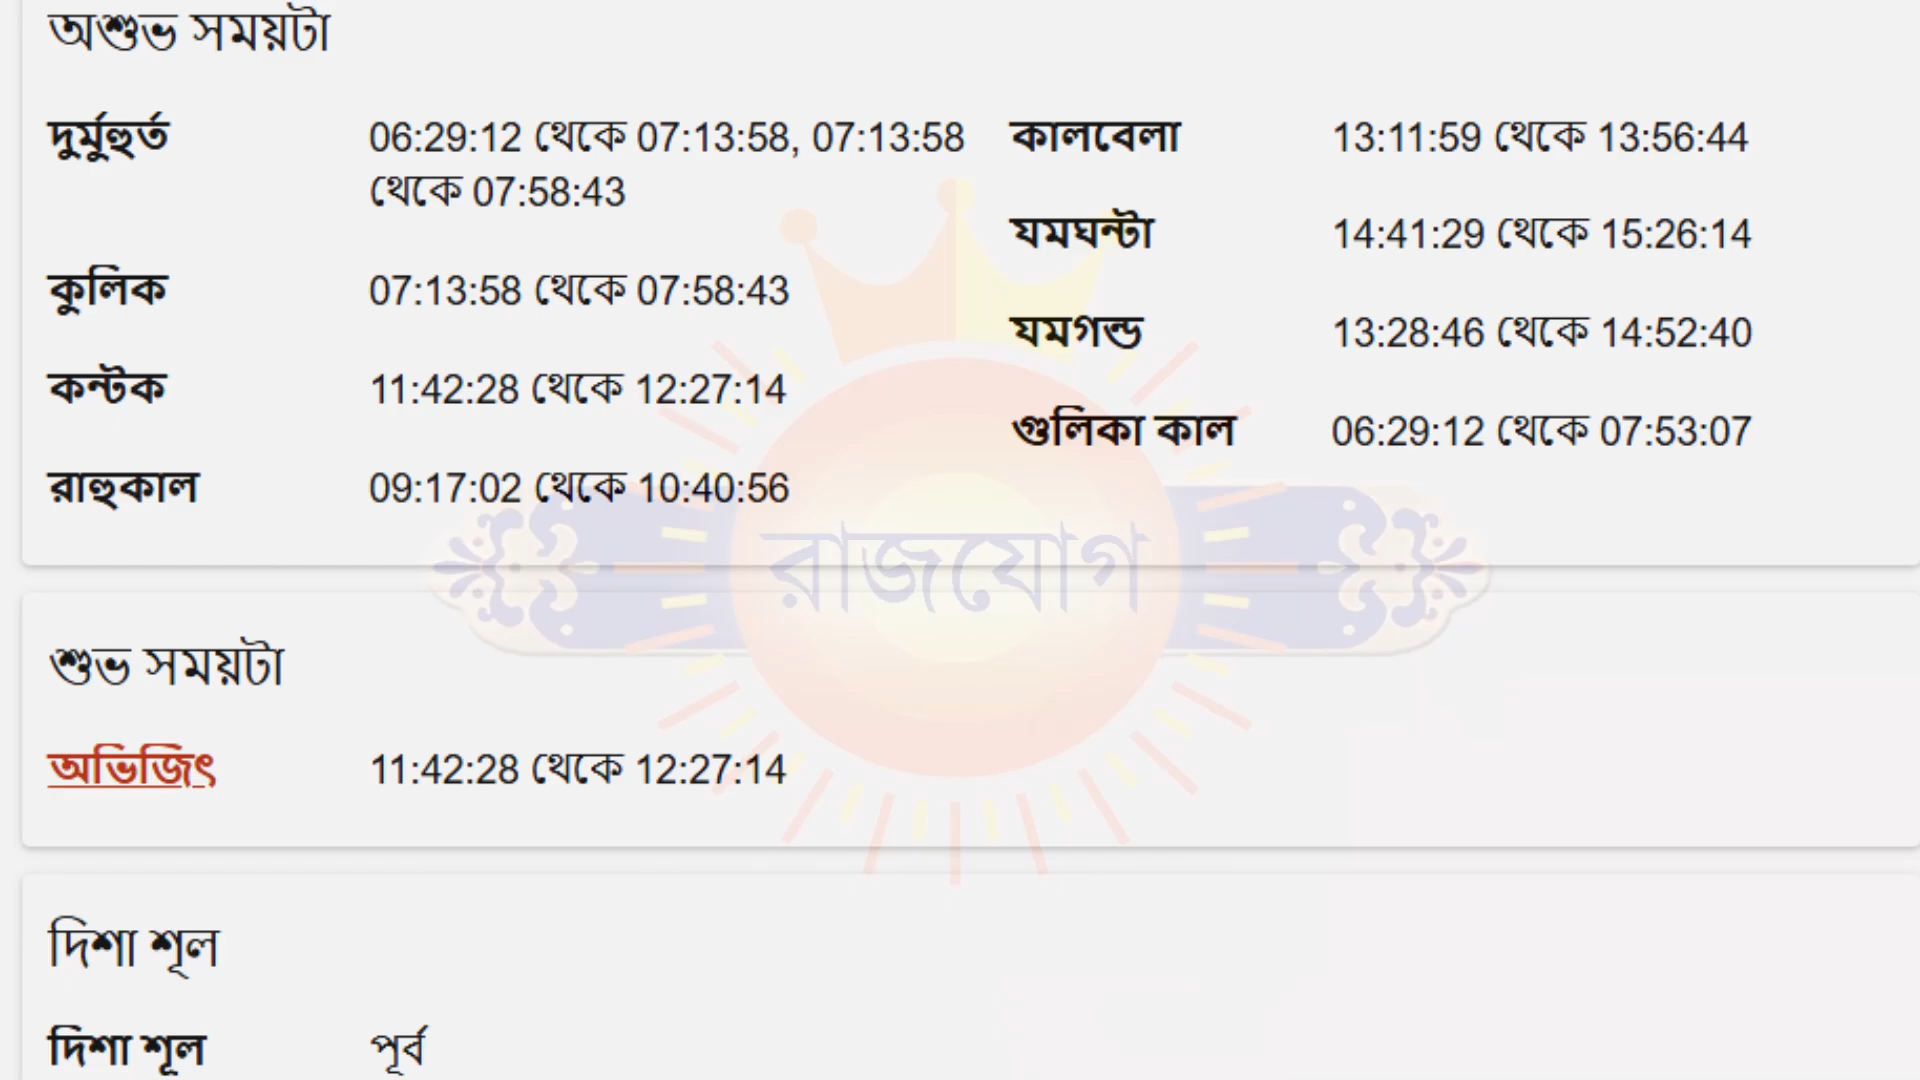 অশুভ সময়টা
দুর্মুহুর্ত 06:29:12 থেকে 07:13:58, 07:13:58
থেকে 07:58:43
কুলিক 07:13:58 থেকে 07:58:43
কন্টক 11:42:28 থেকে 12:27:14
রাহুকাল 09:17:02 থেকে 10:40:56
কালবেলা 13:11:59 থেকে 13:56:44
যমঘন্টা 14:41:29 থেকে 15:26:14
যমগন্ড 13:28:46 থেকে 14:52:40
গুলিকা কাল 06:29:12 থেকে 07:53:07
রাজযোগ
শুভ সময়টা
অভিজিৎ 11:42:28 থেকে 12:27:14
দিশা শূল
দিশা শূল পূর্ব